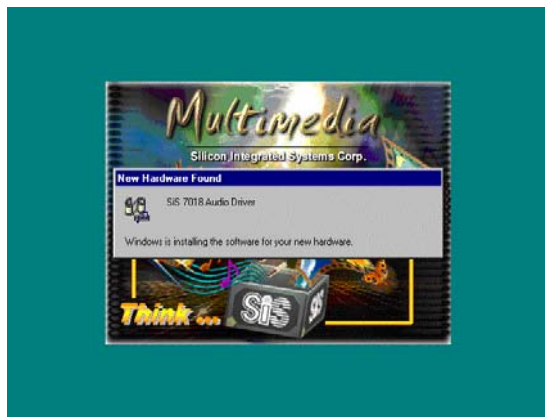 Multimedia
Silicon Integrated Systems Corp.
New Hardware Found
SiS 7018 Audio Driver
Windows is installing the software for your new hardware.
Think ...
SiS
SiS